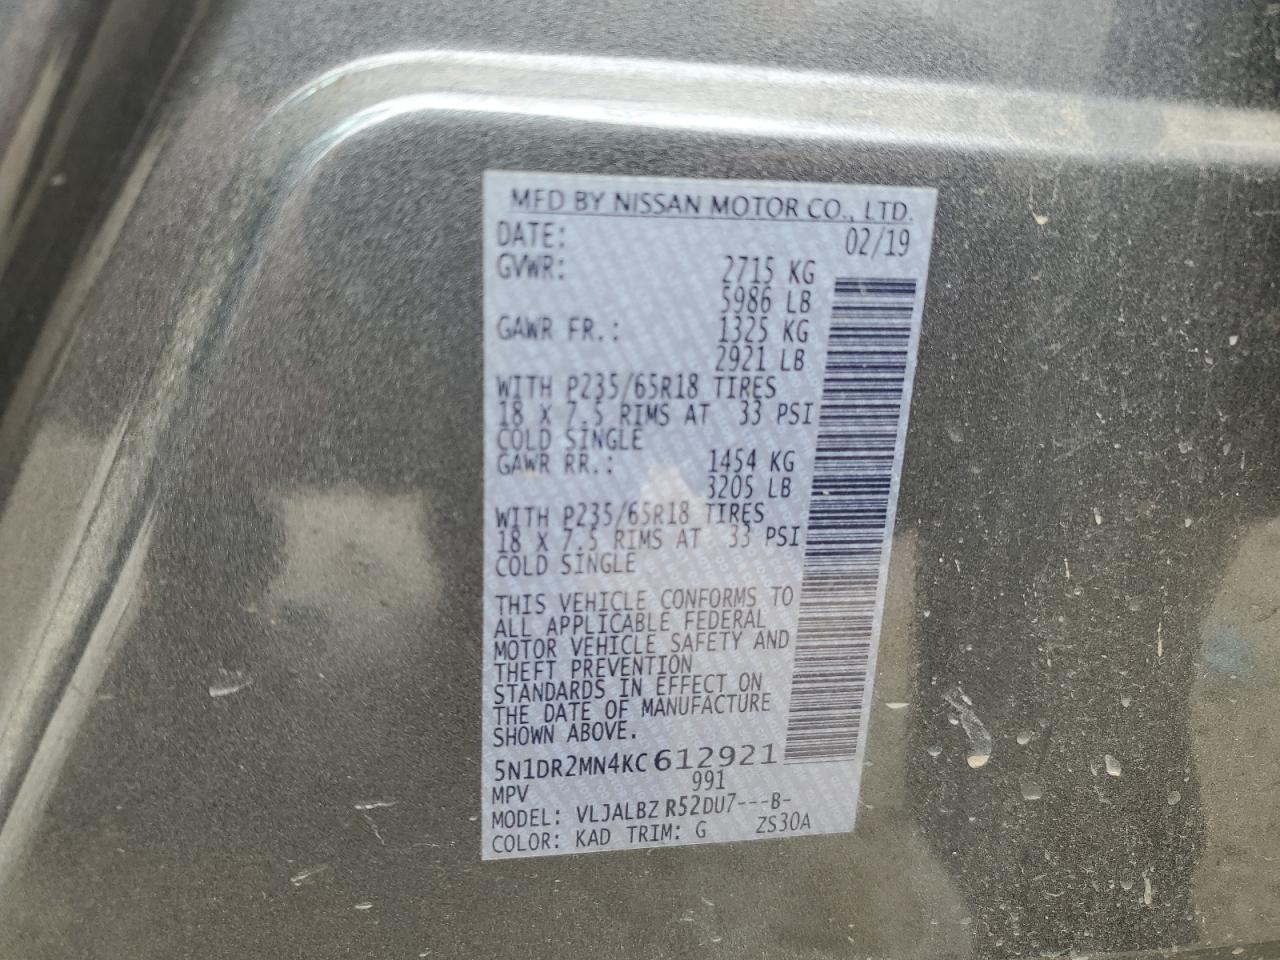 MFD BY NISSAN MOTOR CO., LTD.
DATE: 02/19
GVWR: 2715 KG
5986 LB
GAWR FR.: 1325 KG
2921 LB
WITH P235/65R18 TIRES
18 X 7.5 RIMS AT 33 PSI
COLD SINGLE
GAWR RR.: 1454 KG
3205 LB
WITH P235/65R18 TIRES
18 X 7.5 RIMS AT 33 PSI
COLD SINGLE
THIS VEHICLE CONFORMS TO
ALL APPLICABLE FEDERAL
MOTOR VEHICLE SAFETY AND
THEFT PREVENTION
STANDARDS IN EFFECT ON
THE DATE OF MANUFACTURE
SHOWN ABOVE.
5N1DR2MN4KC612921
MPV 991
MODEL: VLJALBZ R52DU7---B-
COLOR: KAD TRIM: G ZS30A